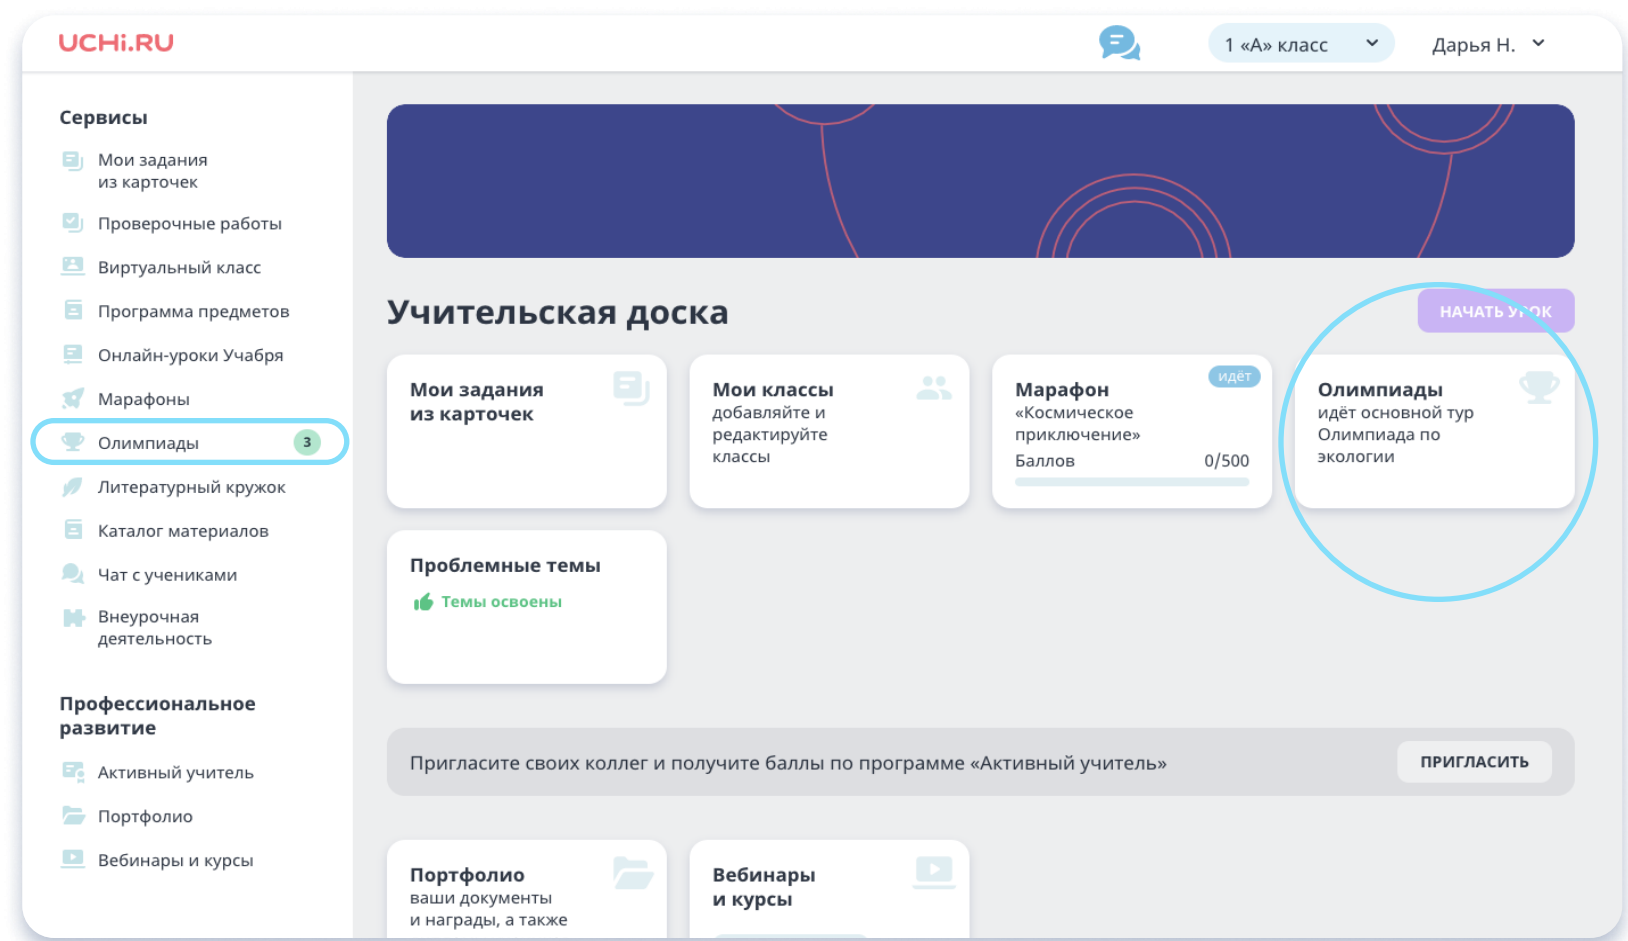 UCHi.RU
1 «А» класс
Дарья Н.
Сервисы
Мои задания
из карточек
Проверочные работы
Виртуальный класс
Программа предметов
Онлайн-уроки Учабря
Марафоны
Олимпиады
3
Литературный кружок
Каталог материалов
Чат с учениками
Внеурочная
деятельность
Профессиональное
развитие
Активный учитель
Портфолио
Вебинары и курсы
Учительская доска
НАЧАТЬ УРОК
Мои задания
из карточек
Мои классы
добавляйте и
редактируйте
классы
идёт
Марафон
«Космическое
приключение»
Баллов 0/500
Олимпиады
идёт основной тур
Олимпиада по
экологии
Проблемные темы
Темы освоены
Пригласите своих коллег и получите баллы по программе «Активный учитель»
ПРИГЛАСИТЬ
Портфолио
ваши документы
и награды, а также
Вебинары
и курсы